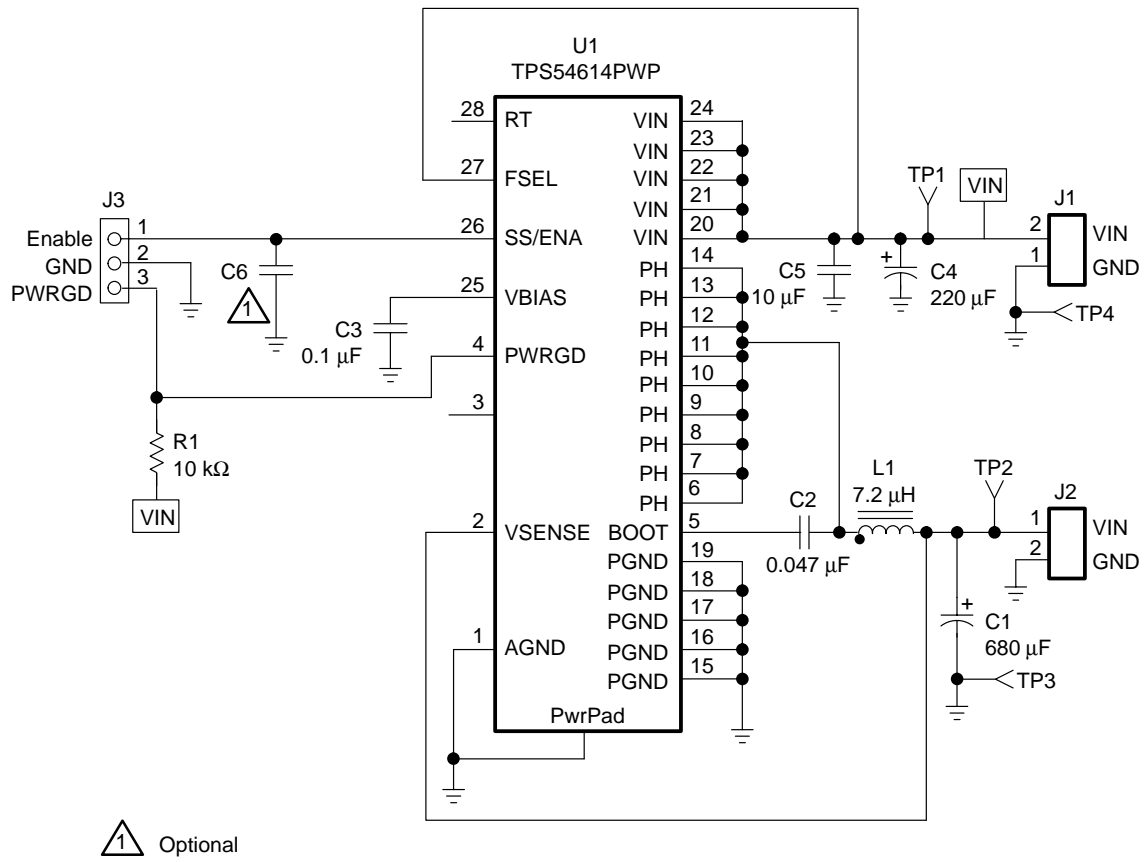 U1
TPS54614PWP
28 RT VIN 24
VIN 23
27 FSEL VIN 22
VIN 21
26 SS/ENA VIN 20
PH 14
25 VBIAS PH 13
PH 12
4 PWRGD PH 11
PH 10
3 PH 9
PH 8
PH 7
PH 6
2 VSENSE BOOT 5
PGND 19
PGND 18
PGND 17
1 AGND PGND 16
PGND 15
PwrPad
J3
Enable 1
GND 2
PWRGD 3
C6
1
C3
0.1 µF
R1
10 kΩ
VIN
TP1
VIN
J1
2 VIN
1 GND
C5
10 µF
+
C4
220 µF
TP4
C2
0.047 µF
L1
7.2 µH
TP2
J2
1 VIN
2 GND
+
C1
680 µF
TP3
1 Optional